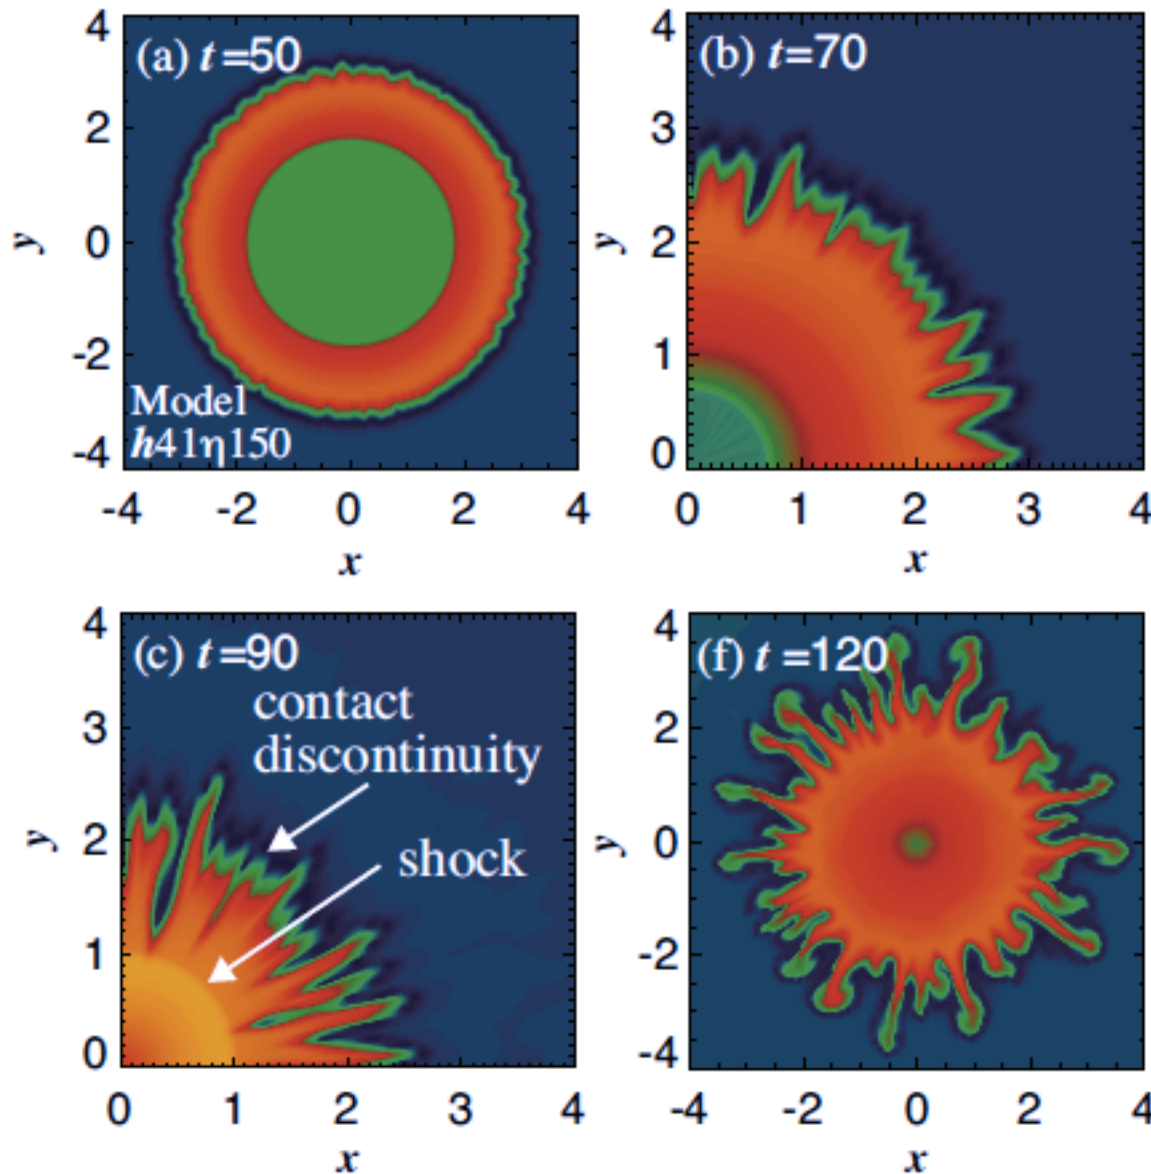 (a) t=50
4
2
0
-2
-4
y
Model
h41η150
-4 -2 0 2 4
x
(b) t=70
4
3
2
1
0
y
0 1 2 3 4
x
(c) t=90
contact
discontinuity
shock
4
3
2
1
0
y
0 1 2 3 4
x
(f) t =120
4
2
0
-2
-4
y
-4 -2 0 2 4
x